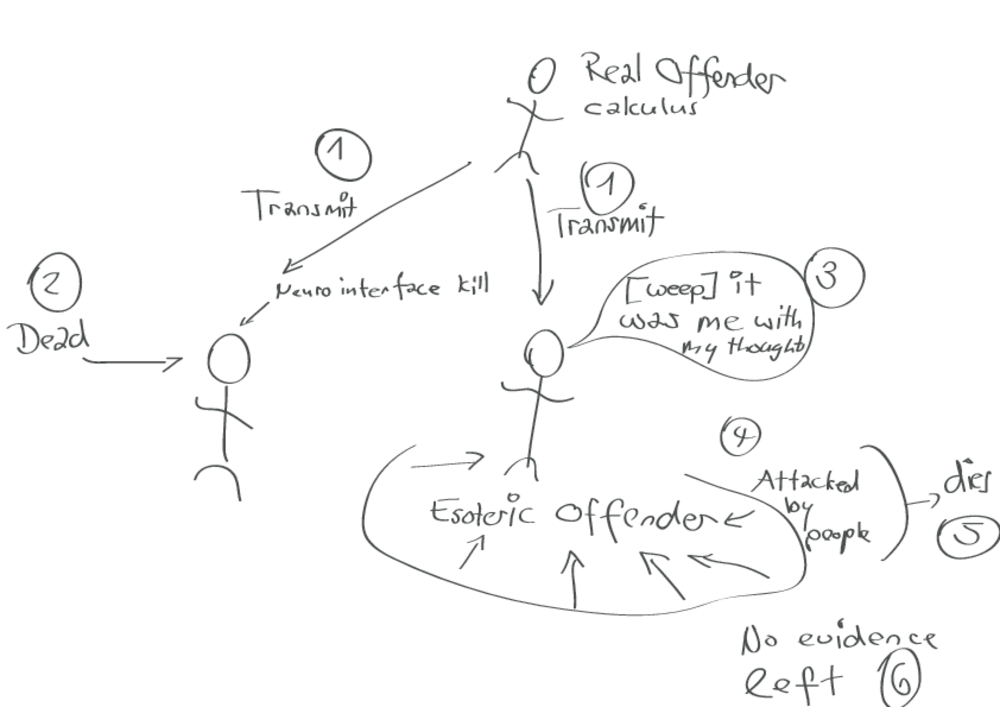 Real Offender
calculus
1
Transmit
1
Transmit
2
Dead
Neuro interface kill
3
[weep] it
was me with
my thought
4
Attacked
by
people
dies
5
Esoteric Offender
No evidence
left 6